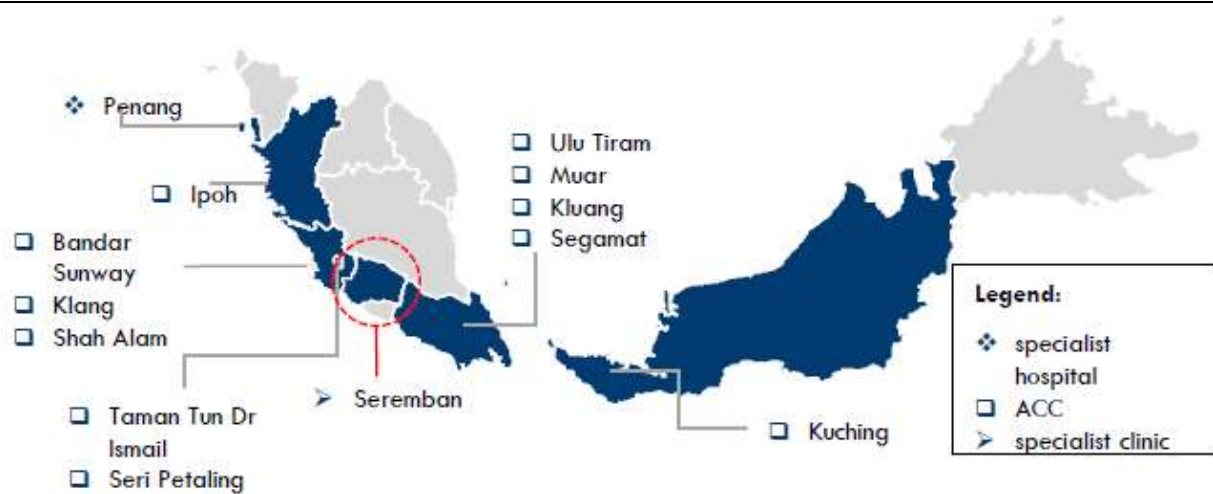 Penang
Ipoh
Bandar
Sunway
Klang
Shah Alam
Taman Tun Dr
Ismail
Seri Petaling
Seremban
Ulu Tiram
Muar
Kluang
Segamat
Kuching
Legend:
specialist
hospital
ACC
specialist clinic